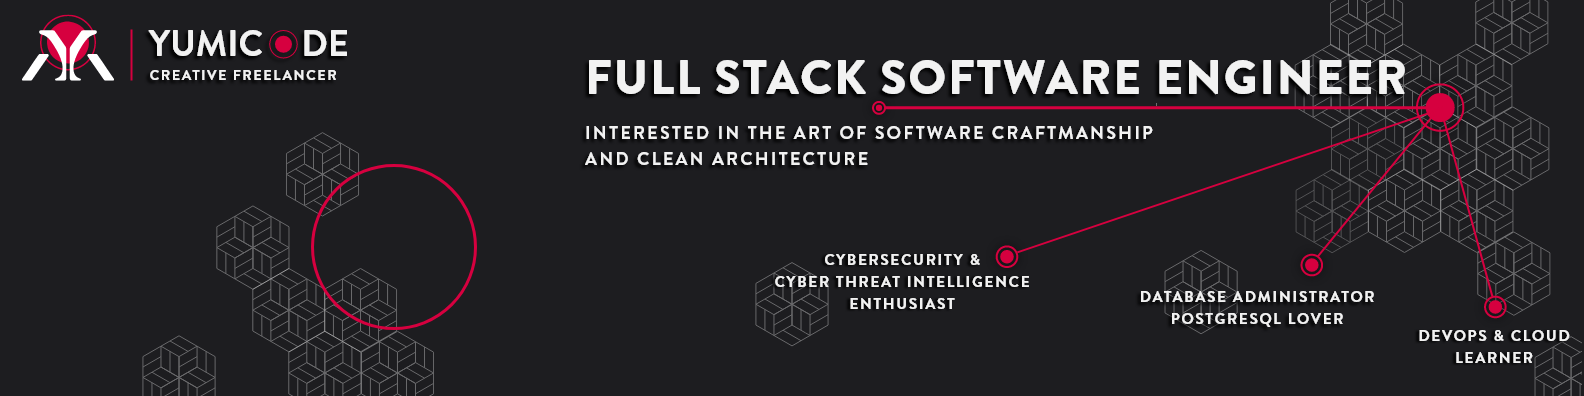 YUMICODE
CREATIVE FREELANCER
FULL STACK SOFTWARE ENGINEER
INTERESTED IN THE ART OF SOFTWARE CRAFTMANSHIP
AND CLEAN ARCHITECTURE
CYBERSECURITY &
CYBER THREAT INTELLIGENCE
ENTHUSIAST
DATABASE ADMINISTRATOR
POSTGRESQL LOVER
DEVOPS & CLOUD
LEARNER